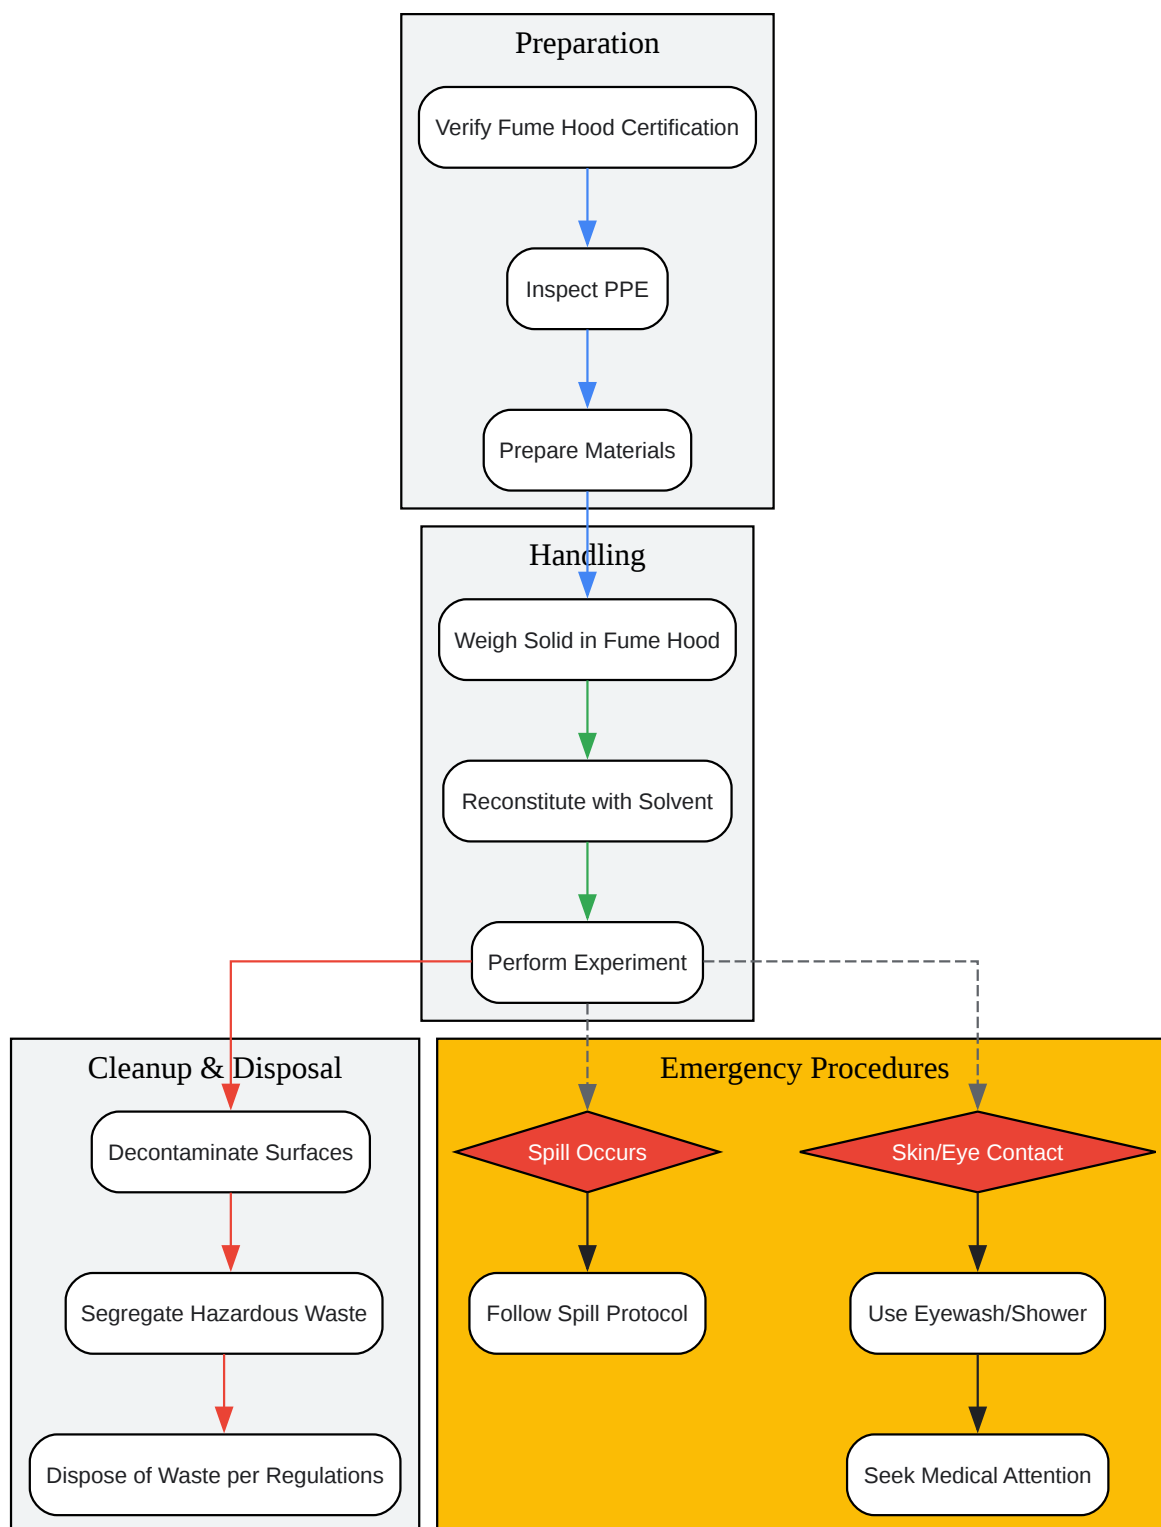 Preparation
Verify Fume Hood Certification
Inspect PPE
Prepare Materials
Handling
Weigh Solid in Fume Hood
Reconstitute with Solvent
Perform Experiment
Cleanup & Disposal
Decontaminate Surfaces
Segregate Hazardous Waste
Dispose of Waste per Regulations
Emergency Procedures
Spill Occurs
Follow Spill Protocol
Skin/Eye Contact
Use Eyewash/Shower
Seek Medical Attention